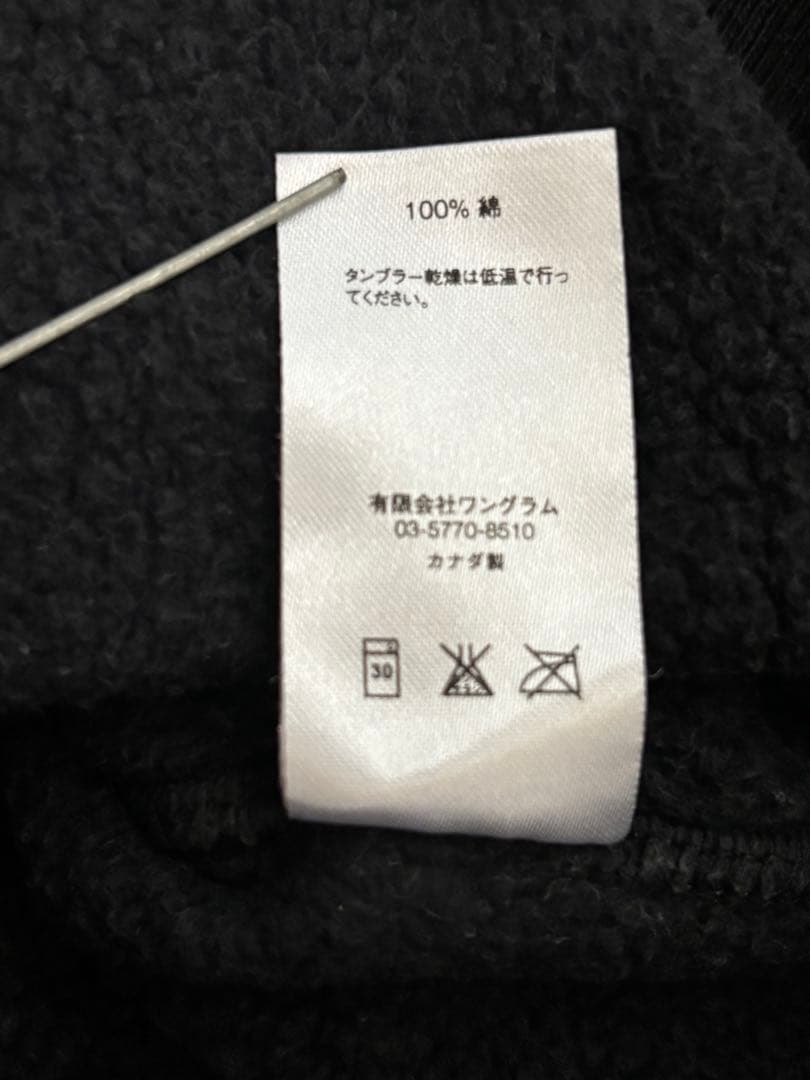 100% 綿
タンブラー乾燥は低温で行っ
てください。
有限会社ワングラム
03-5770-8510
カナダ製
30